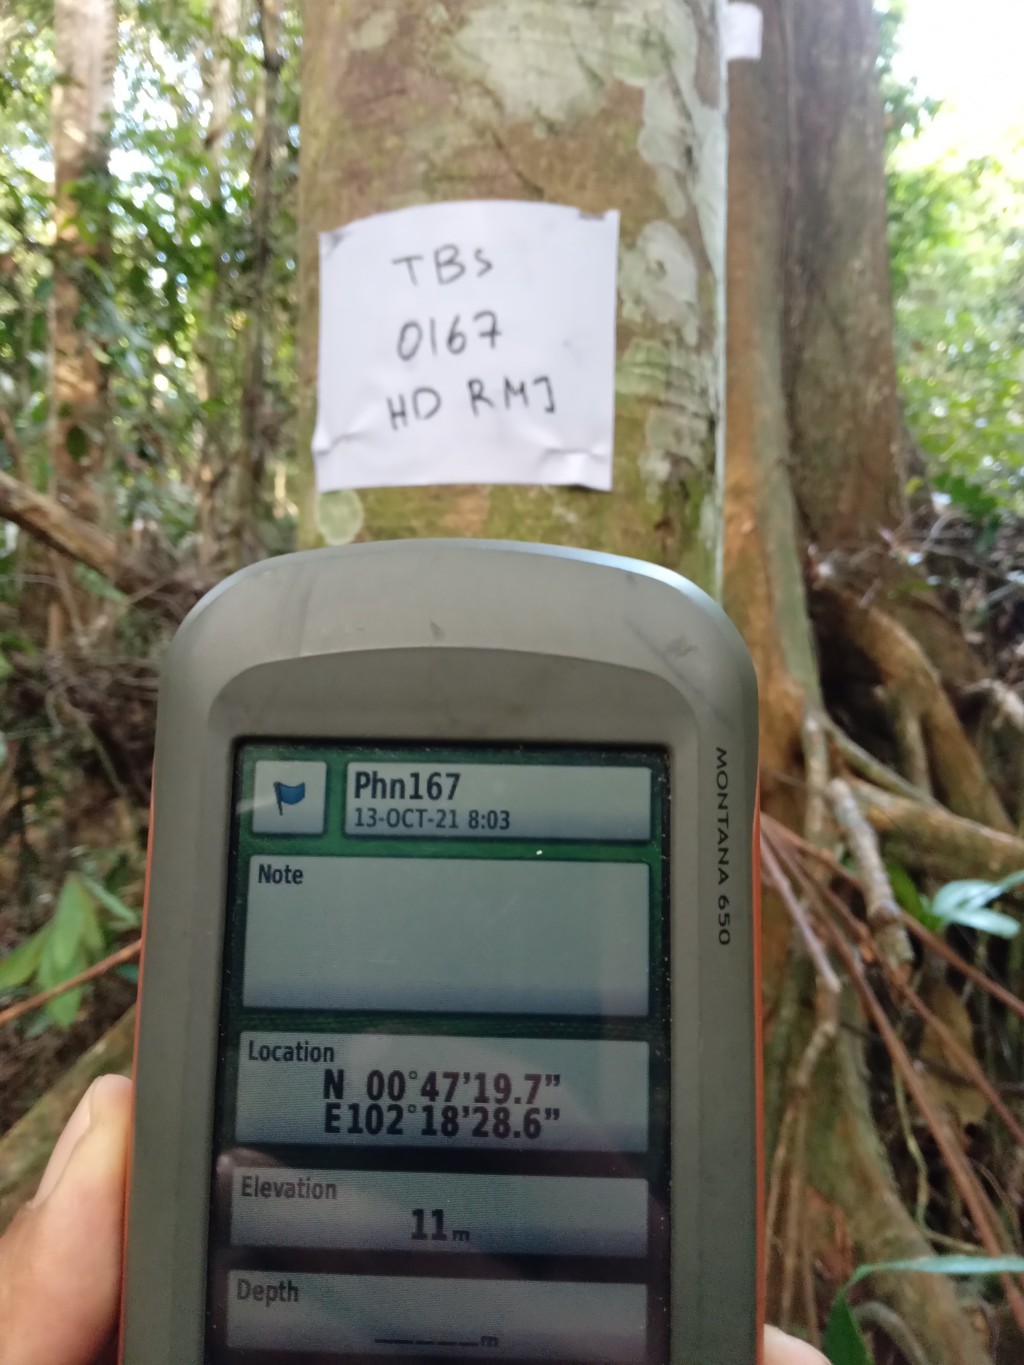 TBS
0167
HD RMJ
MONTANA 650
Phn167
13-OCT-21 8:03
Note
Location
N 00°47'19.7"
E102°18'28.6"
Elevation
11m
Depth
_____m